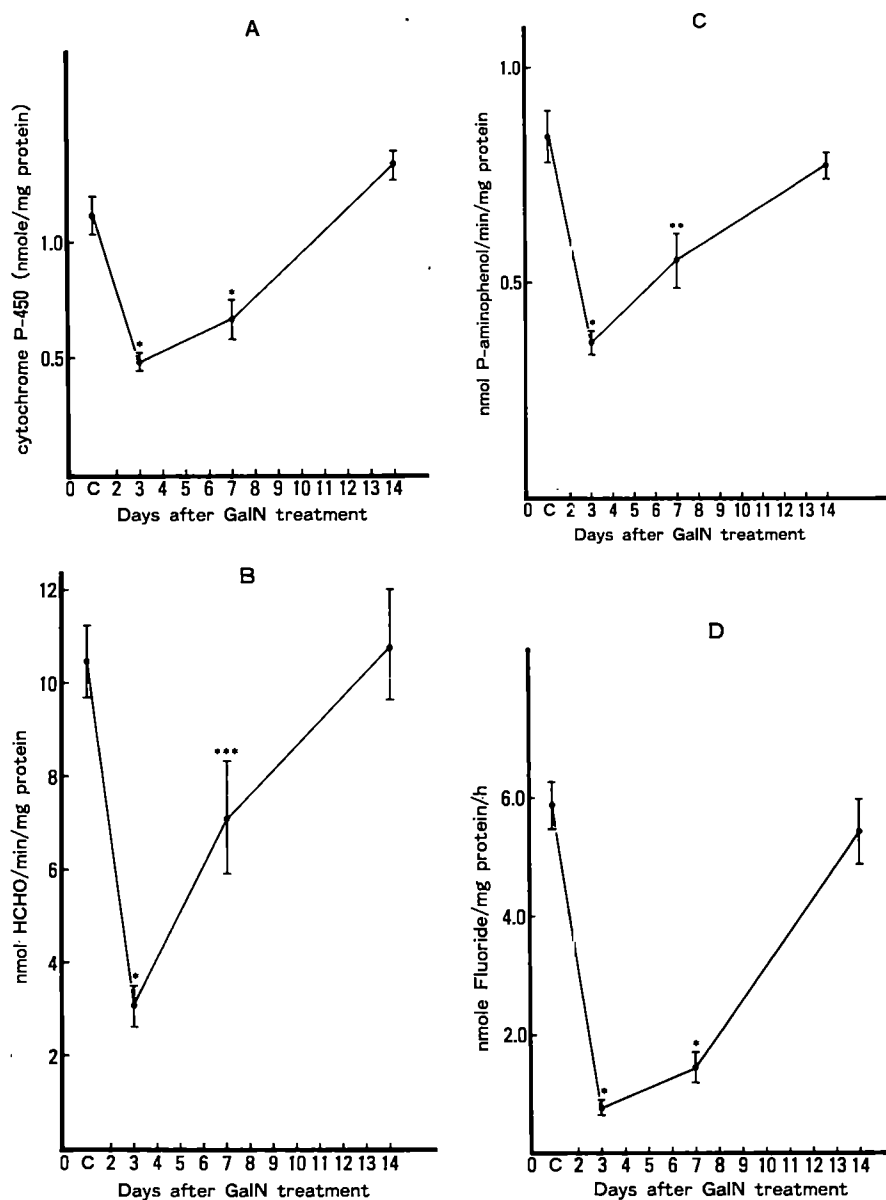 A
cytochrome P-450 (nmole/mg protein)
1.0
0.5
*
*
0 C 2 3 4 5 6 7 8 9 10 11 12 13 14
Days after GalN treatment
C
nmol P-aminophenol/min/mg protein
1.0
0.5
*
**
0 C 2 3 4 5 6 7 8 9 10 11 12 13 14
Days after GalN treatment
B
nmol HCHO/min/mg protein
12
10
8
6
4
2
*
***
0 C 2 3 4 5 6 7 8 9 10 11 12 13 14
Days after GalN treatment
D
nmole Fluoride/mg protein/h
6.0
4.0
2.0
*
*
0 C 2 3 4 5 6 7 8 9 10 11 12 13 14
Days after GalN treatment